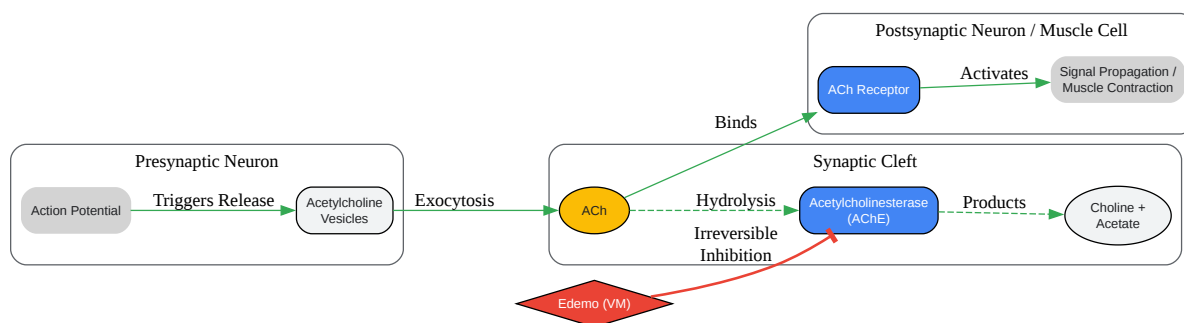 Postsynaptic Neuron / Muscle Cell
ACh Receptor
Activates
Signal Propagation /
Muscle Contraction
Binds
Presynaptic Neuron
Action Potential
Triggers Release
Acetylcholine
Vesicles
Exocytosis
Synaptic Cleft
ACh
Hydrolysis
Acetylcholinesterase
(AChE)
Products
Choline +
Acetate
Irreversible
Inhibition
Edemo (VM)